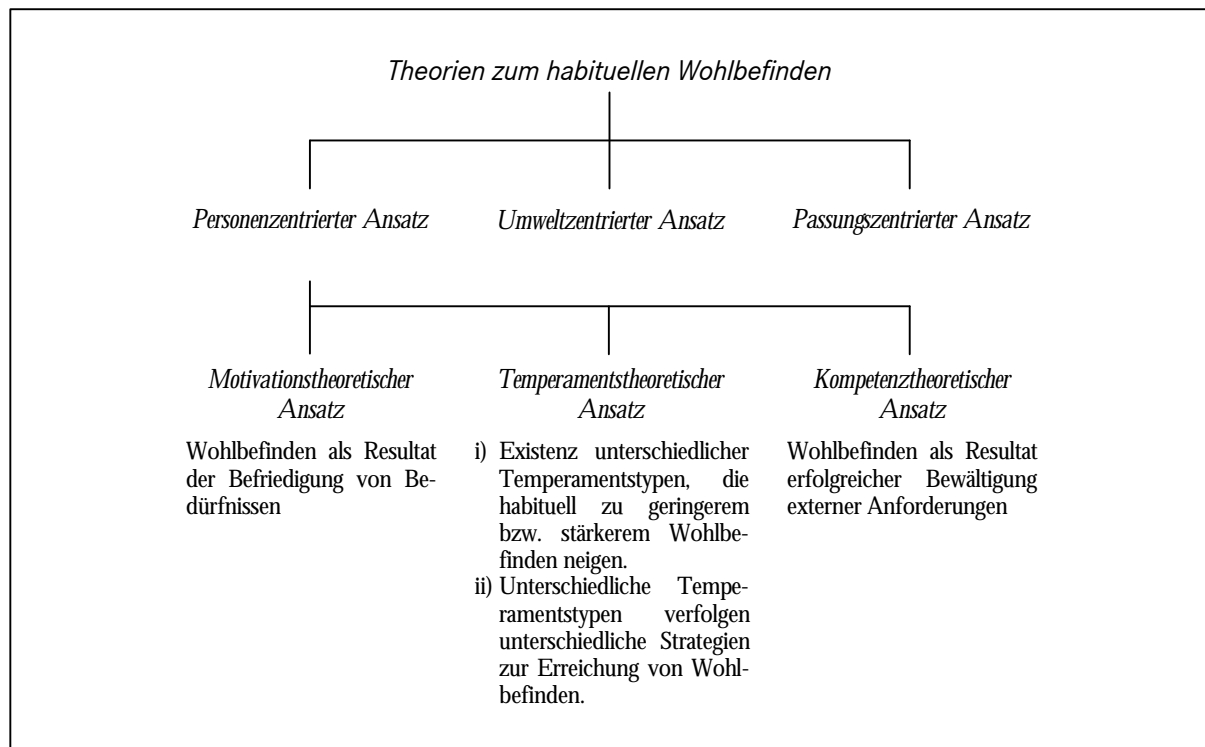 Theorien zum habituellen Wohlbefinden
Personenzentrierter Ansatz
Umweltzentrierter Ansatz
Passungszentrierter Ansatz
Motivationstheoretischer
Ansatz
Wohlbefinden als Resultat
der Befriedigung von Be-
dürfnissen
Temperamentstheoretischer
Ansatz
i) Existenz unterschiedlicher
Temperamentstypen, die
habituell zu geringerem
bzw. stärkerem Wohlbe-
finden neigen.
ii) Unterschiedliche Tempe-
ramentstypen verfolgen
unterschiedliche Strategien
zur Erreichung von Wohl-
befinden.
Kompetenztheoretischer
Ansatz
Wohlbefinden als Resultat
erfolgreicher Bewältigung
externer Anforderungen